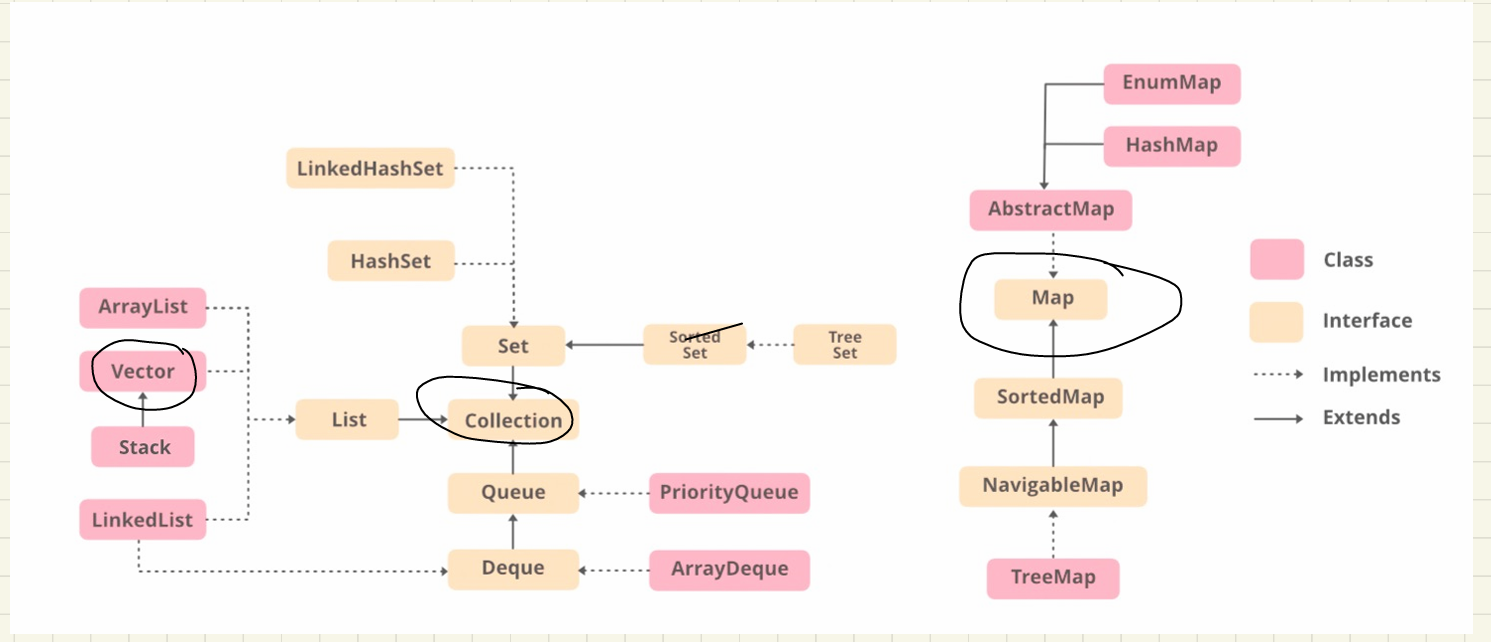 EnumMap
HashMap
LinkedHashSet
AbstractMap
HashSet
Class
Map
ArrayList
Interface
Set
Sorted
Set
Tree
Set
Vector
Implements
SortedMap
List
Collection
Extends
Stack
Queue
PriorityQueue
NavigableMap
LinkedList
Deque
ArrayDeque
TreeMap